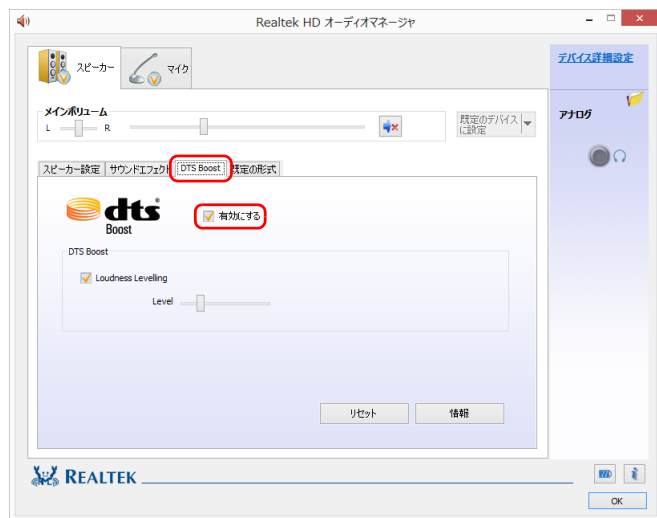 Realtek HD オーディオマネージャ
スピーカー
マイク
デバイス詳細設定
メインボリューム
L
R
既定のデバイス
に設定
アナログ
スピーカー設定
サウンドエフェクト
DTS Boost
既定の形式
dts
Boost
有効にする
DTS Boost
Loudness Levelling
Level
リセット
情報
REALTEK
OK